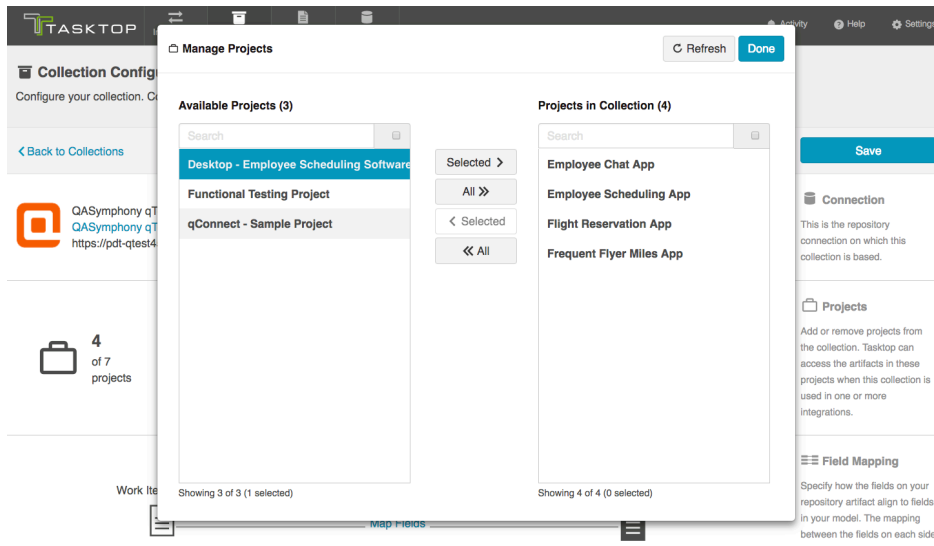 TASKTOP
Activity
Help
Settings
Manage Projects
Refresh
Done
Collection Config
Configure your collection.
Available Projects (3)
Projects in Collection (4)
Search
Search
Back to Collections
Desktop - Employee Scheduling Software
Selected
Employee Chat App
Save
Functional Testing Project
All
Employee Scheduling App
qConnect - Sample Project
Selected
Flight Reservation App
All
Frequent Flyer Miles App
QASymphony qT
QASymphony qT
https://pdt-qtest4
Connection
This is the repository
connection on which this
collection is based.
4
of 7
projects
Projects
Add or remove projects from
the collection. Tasktop can
access the artifacts in these
projects when this collection is
used in one or more
integrations.
Showing 3 of 3 (1 selected)
Showing 4 of 4 (0 selected)
Work Ite
Map Fields
Field Mapping
Specify how the fields on your
repository artifact align to fields
in your model. The mapping
between the fields on each side